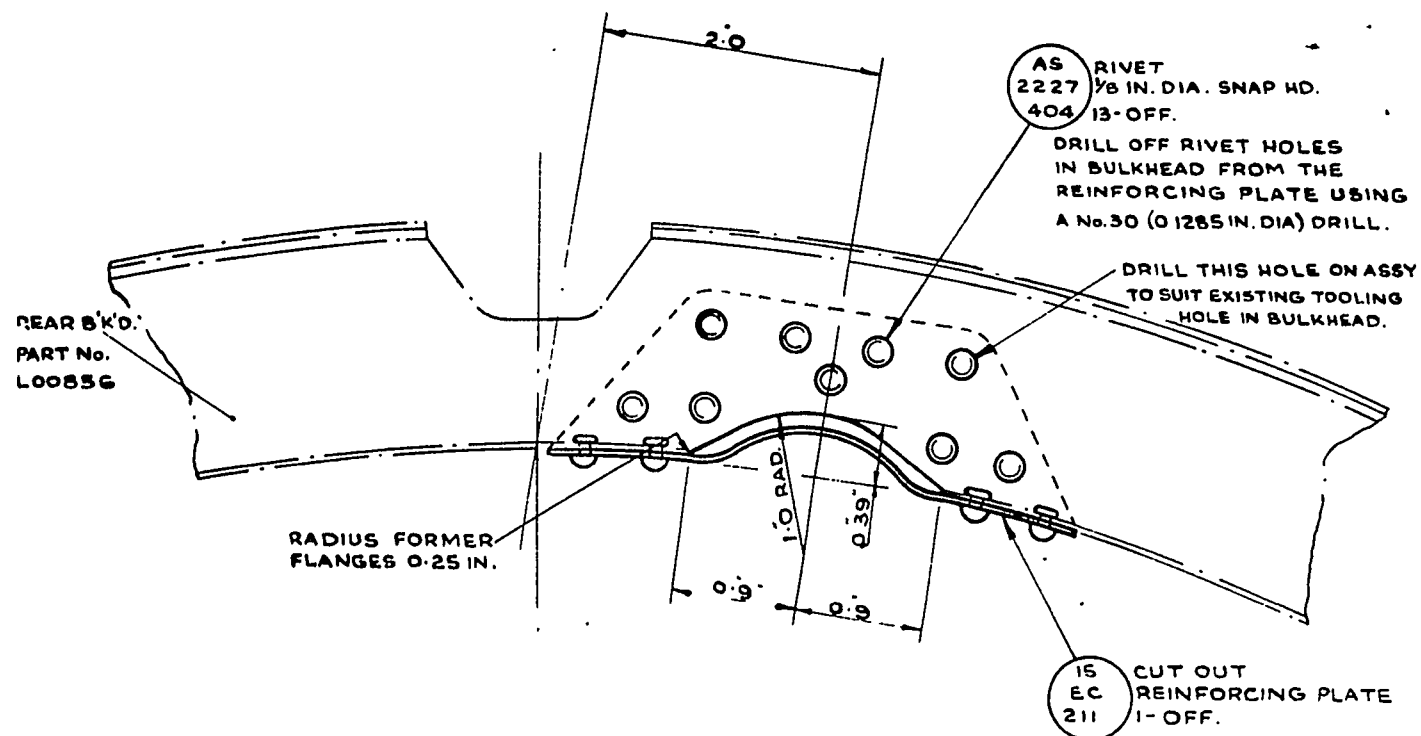 2.0"
AS
2227
404
RIVET
1/8 IN. DIA. SNAP HD.
13-OFF.
DRILL OFF RIVET HOLES
IN BULKHEAD FROM THE
REINFORCING PLATE USING
A No.30 (0.1285 IN. DIA) DRILL.
DRILL THIS HOLE ON ASSY
TO SUIT EXISTING TOOLING
HOLE IN BULKHEAD.
REAR B'K'D.
PART No.
L00856
RADIUS FORMER
FLANGES 0.25 IN.
1.0" RAD.
0.39"
0.9"
0.9"
15
EC
211
CUT OUT
REINFORCING PLATE
1-OFF.